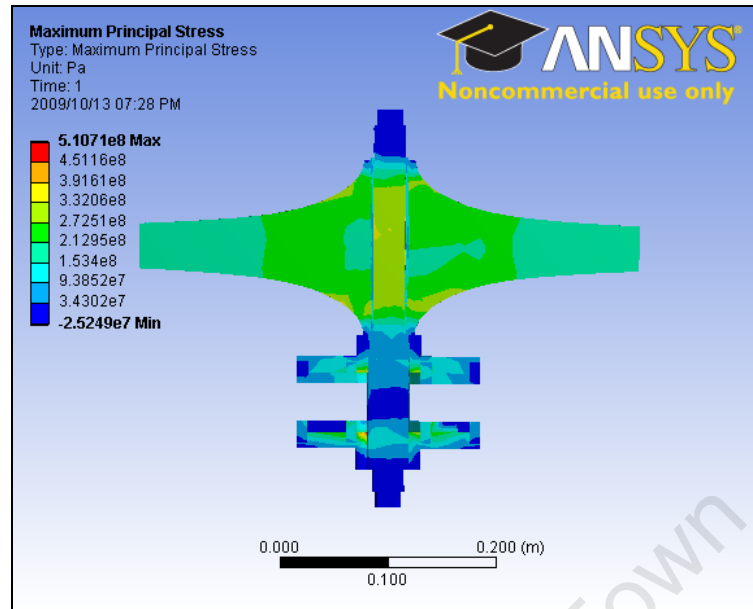 Maximum Principal Stress
Type: Maximum Principal Stress
Unit: Pa
Time: 1
2009/10/13 07:28 PM
ANSYS
Noncommercial use only
5.1071e8 Max
4.5116e8
3.9161e8
3.3206e8
2.7251e8
2.1295e8
1.534e8
9.3852e7
3.4302e7
-2.5249e7 Min
0.000 0.200 (m)
0.100
Town